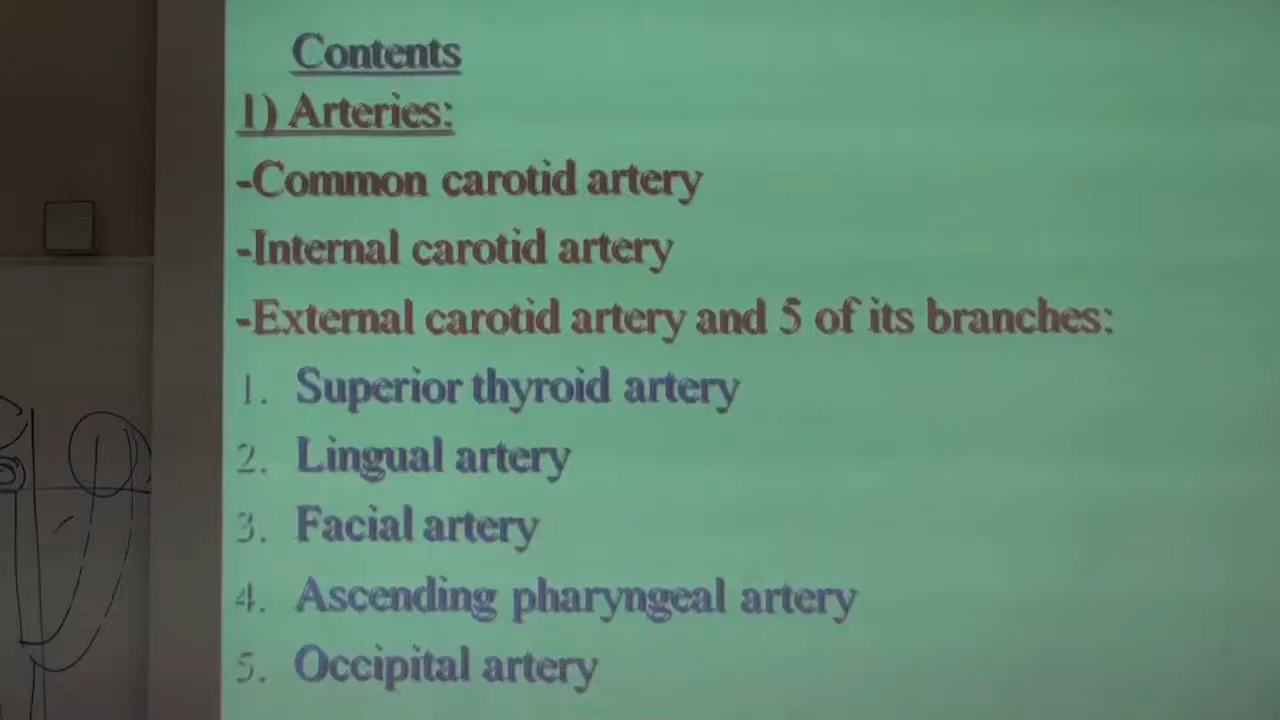 Contents
1) Arteries:
-Common carotid artery
-Internal carotid artery
-External carotid artery and 5 of its branches:
1. Superior thyroid artery
2. Lingual artery
3. Facial artery
4. Ascending pharyngeal artery
5. Occipital artery